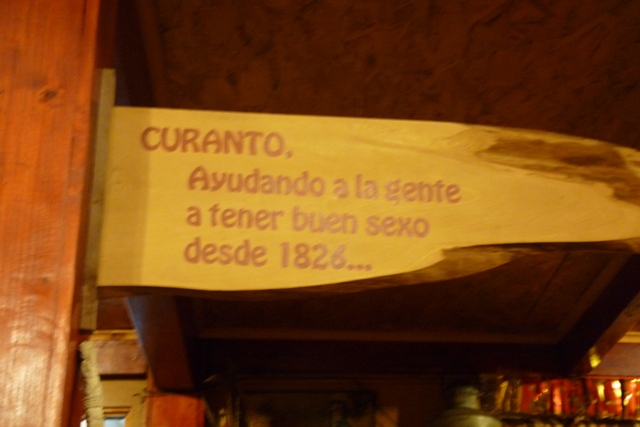 CURANTO,
Ayudando a la gente
a tener buen sexo
desde 1826...